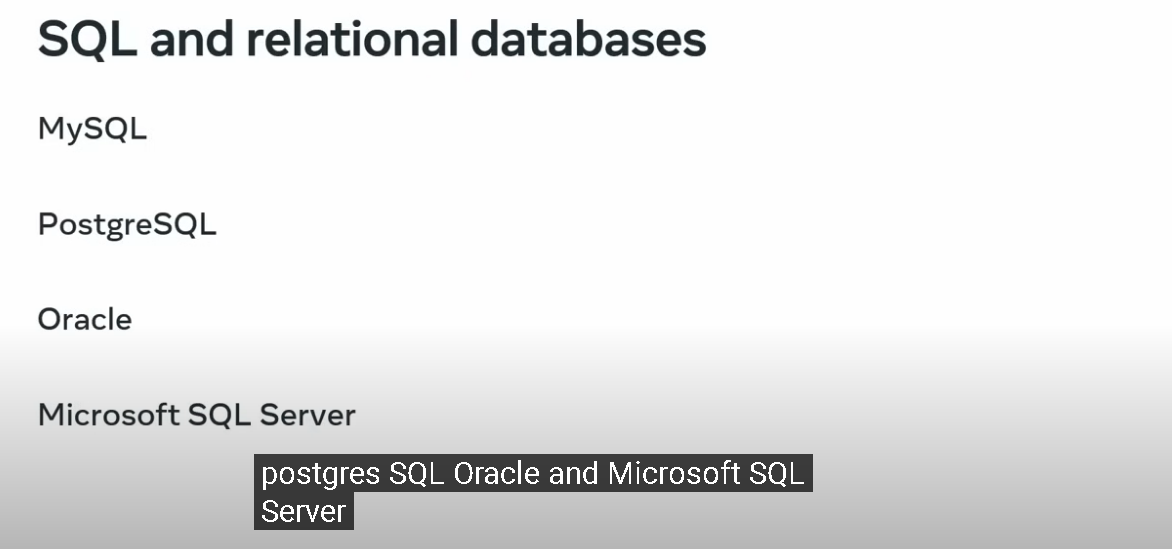 SQL and relational databases
MySQL
PostgreSQL
Oracle
Microsoft SQL Server
postgres SQL Oracle and Microsoft SQL
Server